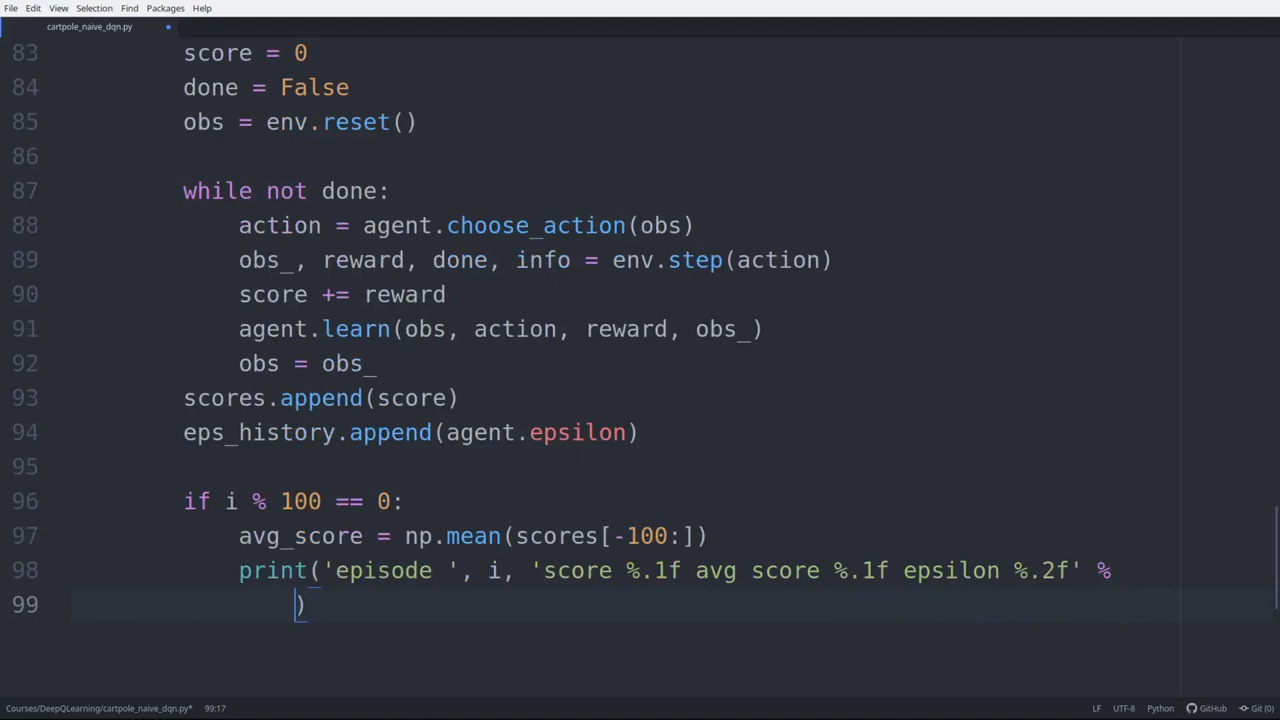 File Edit View Selection Find Packages Help
cartpole_naive_dqn.py
83 score = 0
84 done = False
85 obs = env.reset()
86
87 while not done:
88 action = agent.choose_action(obs)
89 obs_, reward, done, info = env.step(action)
90 score += reward
91 agent.learn(obs, action, reward, obs_)
92 obs = obs_
93 scores.append(score)
94 eps_history.append(agent.epsilon)
95
96 if i % 100 == 0:
97 avg_score = np.mean(scores[-100:])
98 print('episode ', i, 'score %.1f avg score %.1f epsilon %.2f' %
99 )
Courses/DeepQLearning/cartpole_naive_dqn.py* 99:17 LF UTF-8 Python GitHub Git (0)